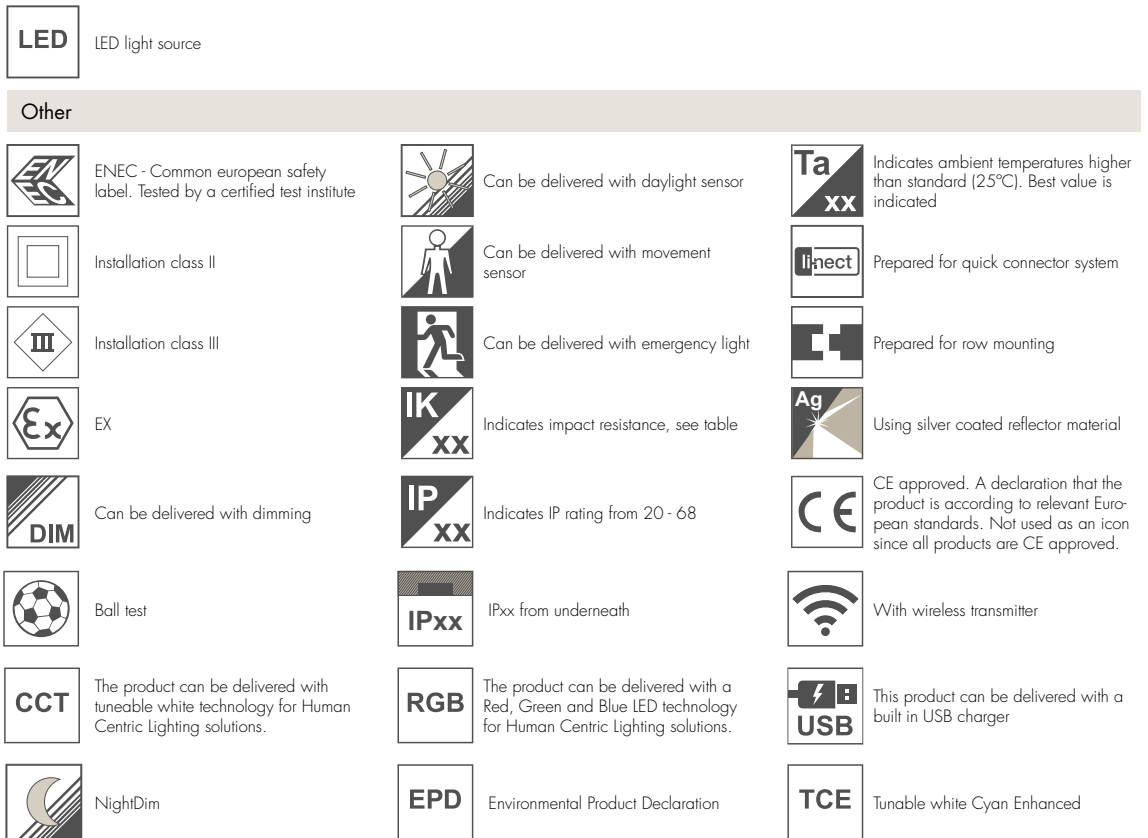 LED
LED light source
Other
ENEC
ENEC - Common european safety
label. Tested by a certified test institute
Can be delivered with daylight sensor
Ta
xx
Indicates ambient temperatures higher
than standard (25°C). Best value is
indicated
Installation class II
Can be delivered with movement
sensor
linect
Prepared for quick connector system
III
Installation class III
Can be delivered with emergency light
Prepared for row mounting
Ex
EX
IK
xx
Indicates impact resistance, see table
Ag
Using silver coated reflector material
DIM
Can be delivered with dimming
IP
xx
Indicates IP rating from 20 - 68
CE
CE approved. A declaration that the
product is according to relevant Euro-
pean standards. Not used as an icon
since all products are CE approved.
Ball test
IPxx
IPxx from underneath
With wireless transmitter
CCT
The product can be delivered with
tuneable white technology for Human
Centric Lighting solutions.
RGB
The product can be delivered with a
Red, Green and Blue LED technology
for Human Centric Lighting solutions.
USB
This product can be delivered with a
built in USB charger
NightDim
EPD
Environmental Product Declaration
TCE
Tunable white Cyan Enhanced